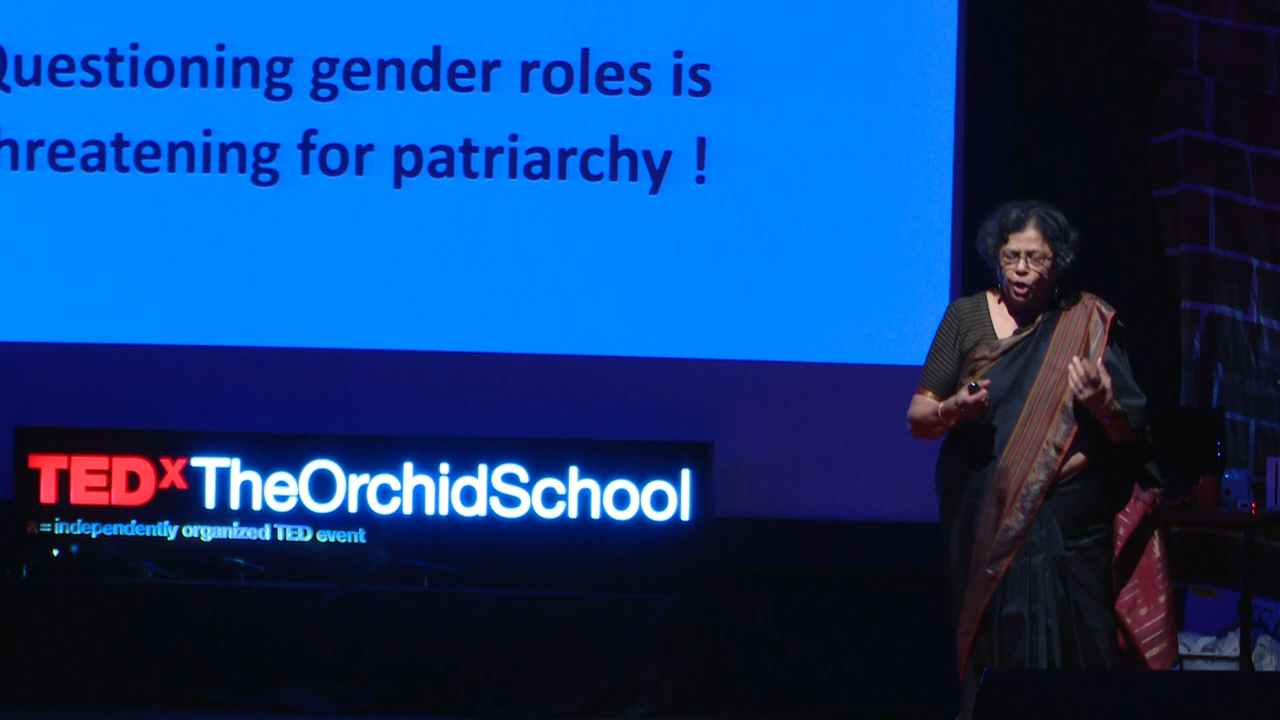 Questioning gender roles is
hreatening for patriarchy !
TEDxTheOrchidSchool
x = independently organized TED event